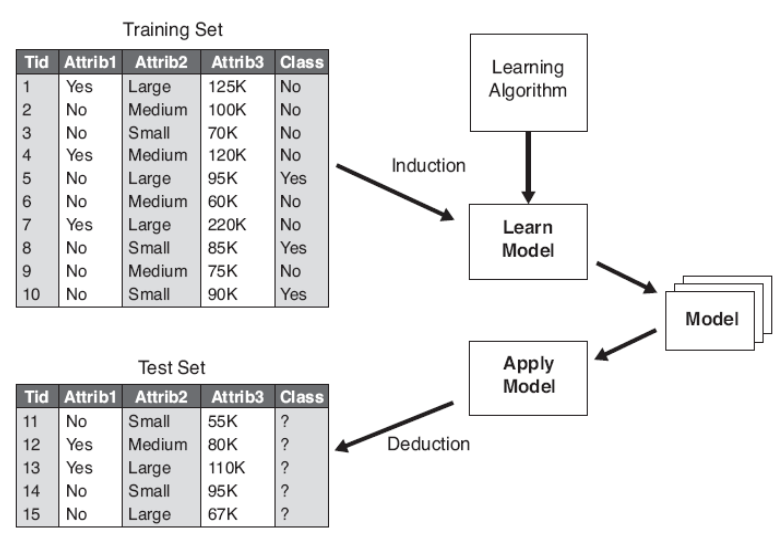 Training Set
Tid Attrib1 Attrib2 Attrib3 Class
1 Yes Large 125K No
2 No Medium 100K No
3 No Small 70K No
4 Yes Medium 120K No
5 No Large 95K Yes
6 No Medium 60K No
7 Yes Large 220K No
8 No Small 85K Yes
9 No Medium 75K No
10 No Small 90K Yes
Learning
Algorithm
Induction
Learn
Model
Model
Apply
Model
Deduction
Test Set
Tid Attrib1 Attrib2 Attrib3 Class
11 No Small 55K ?
12 Yes Medium 80K ?
13 Yes Large 110K ?
14 No Small 95K ?
15 No Large 67K ?